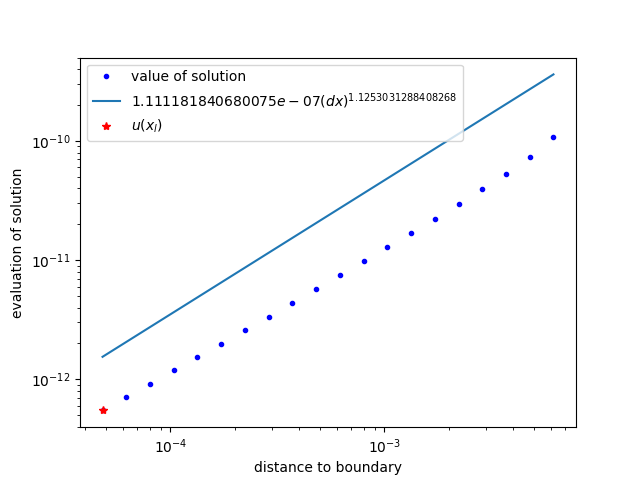 value of solution
1.111181840680075e − 07(dx)^1.1253031288408268
u(x_l)
10^−10
10^−11
10^−12
10^−4
10^−3
evaluation of solution
distance to boundary